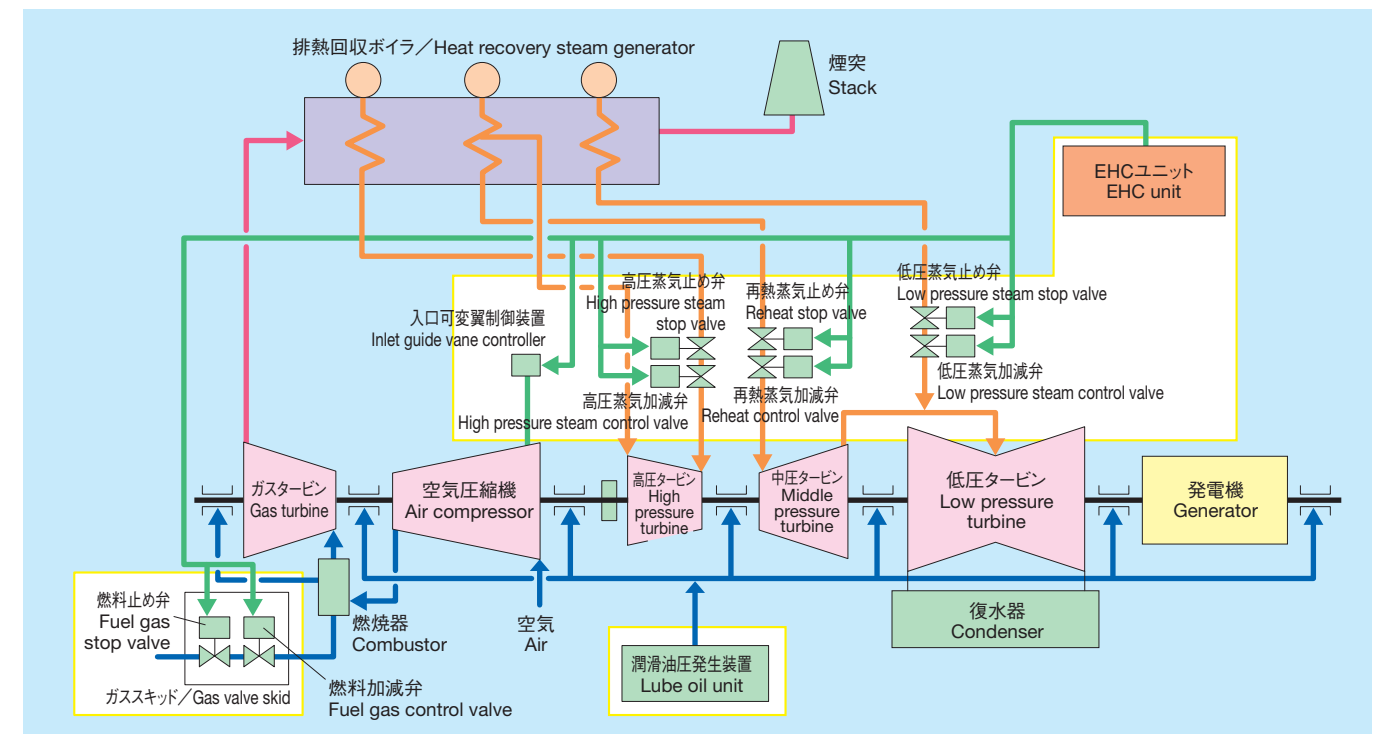 排熱回収ボイラ／Heat recovery steam generator
煙突
Stack
EHCユニット
EHC unit
高圧蒸気止め弁
High pressure steam
stop valve
再熱蒸気止め弁
Reheat stop valve
低圧蒸気止め弁
Low pressure steam stop valve
入口可変翼制御装置
Inlet guide vane controller
高圧蒸気加減弁
High pressure steam control valve
再熱蒸気加減弁
Reheat control valve
低圧蒸気加減弁
Low pressure steam control valve
ガスタービン
Gas turbine
空気圧縮機
Air compressor
高圧タービン
High
pressure
turbine
中圧タービン
Middle
pressure
turbine
低圧タービン
Low pressure
turbine
発電機
Generator
燃料止め弁
Fuel gas
stop valve
燃焼器
Combustor
空気
Air
復水器
Condenser
潤滑油圧発生装置
Lube oil unit
ガススキッド／Gas valve skid
燃料加減弁
Fuel gas control valve